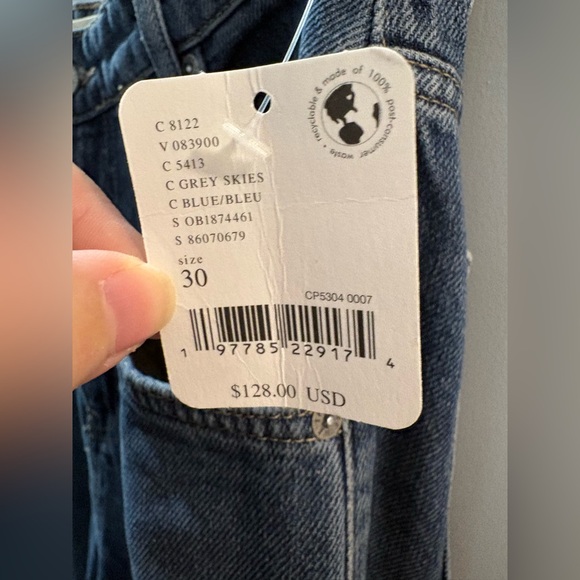 C 8122
V 083900
C 5413
C GREY SKIES
C BLUE/BLEU
S OB1874461
S 86070679
size
30
recyclable & made of 100% post-consumer waste •
CP5304 0007
1 97785 22917 4
$128.00 USD